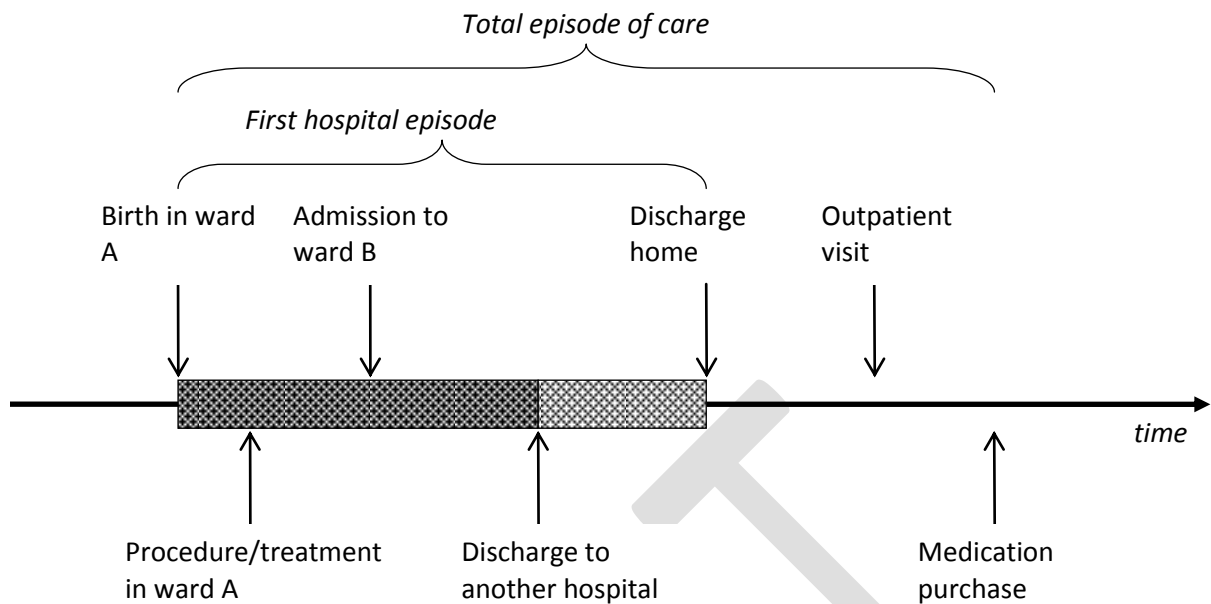 Total episode of care
First hospital episode
Birth in ward
A
Admission to
ward B
Discharge
home
Outpatient
visit
time
Procedure/treatment
in ward A
Discharge to
another hospital
Medication
purchase